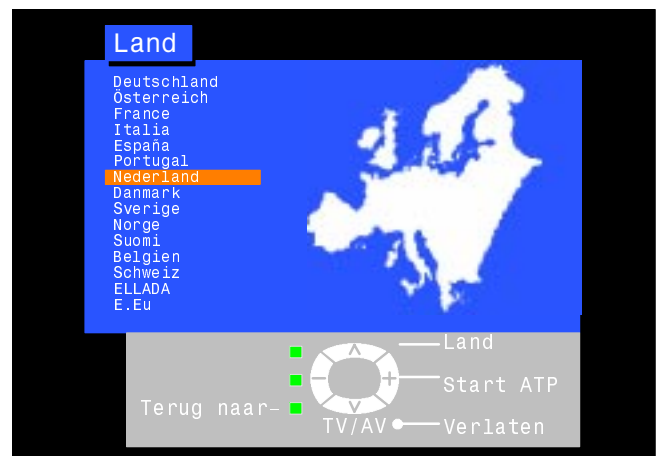 Land
Deutschland
Österreich
France
Italia
España
Portugal
Nederland
Danmark
Sverige
Norge
Suomi
Belgien
Schweiz
ELLADA
E.Eu
Land
Start ATP
Terug naar
TV/AV
Verlaten